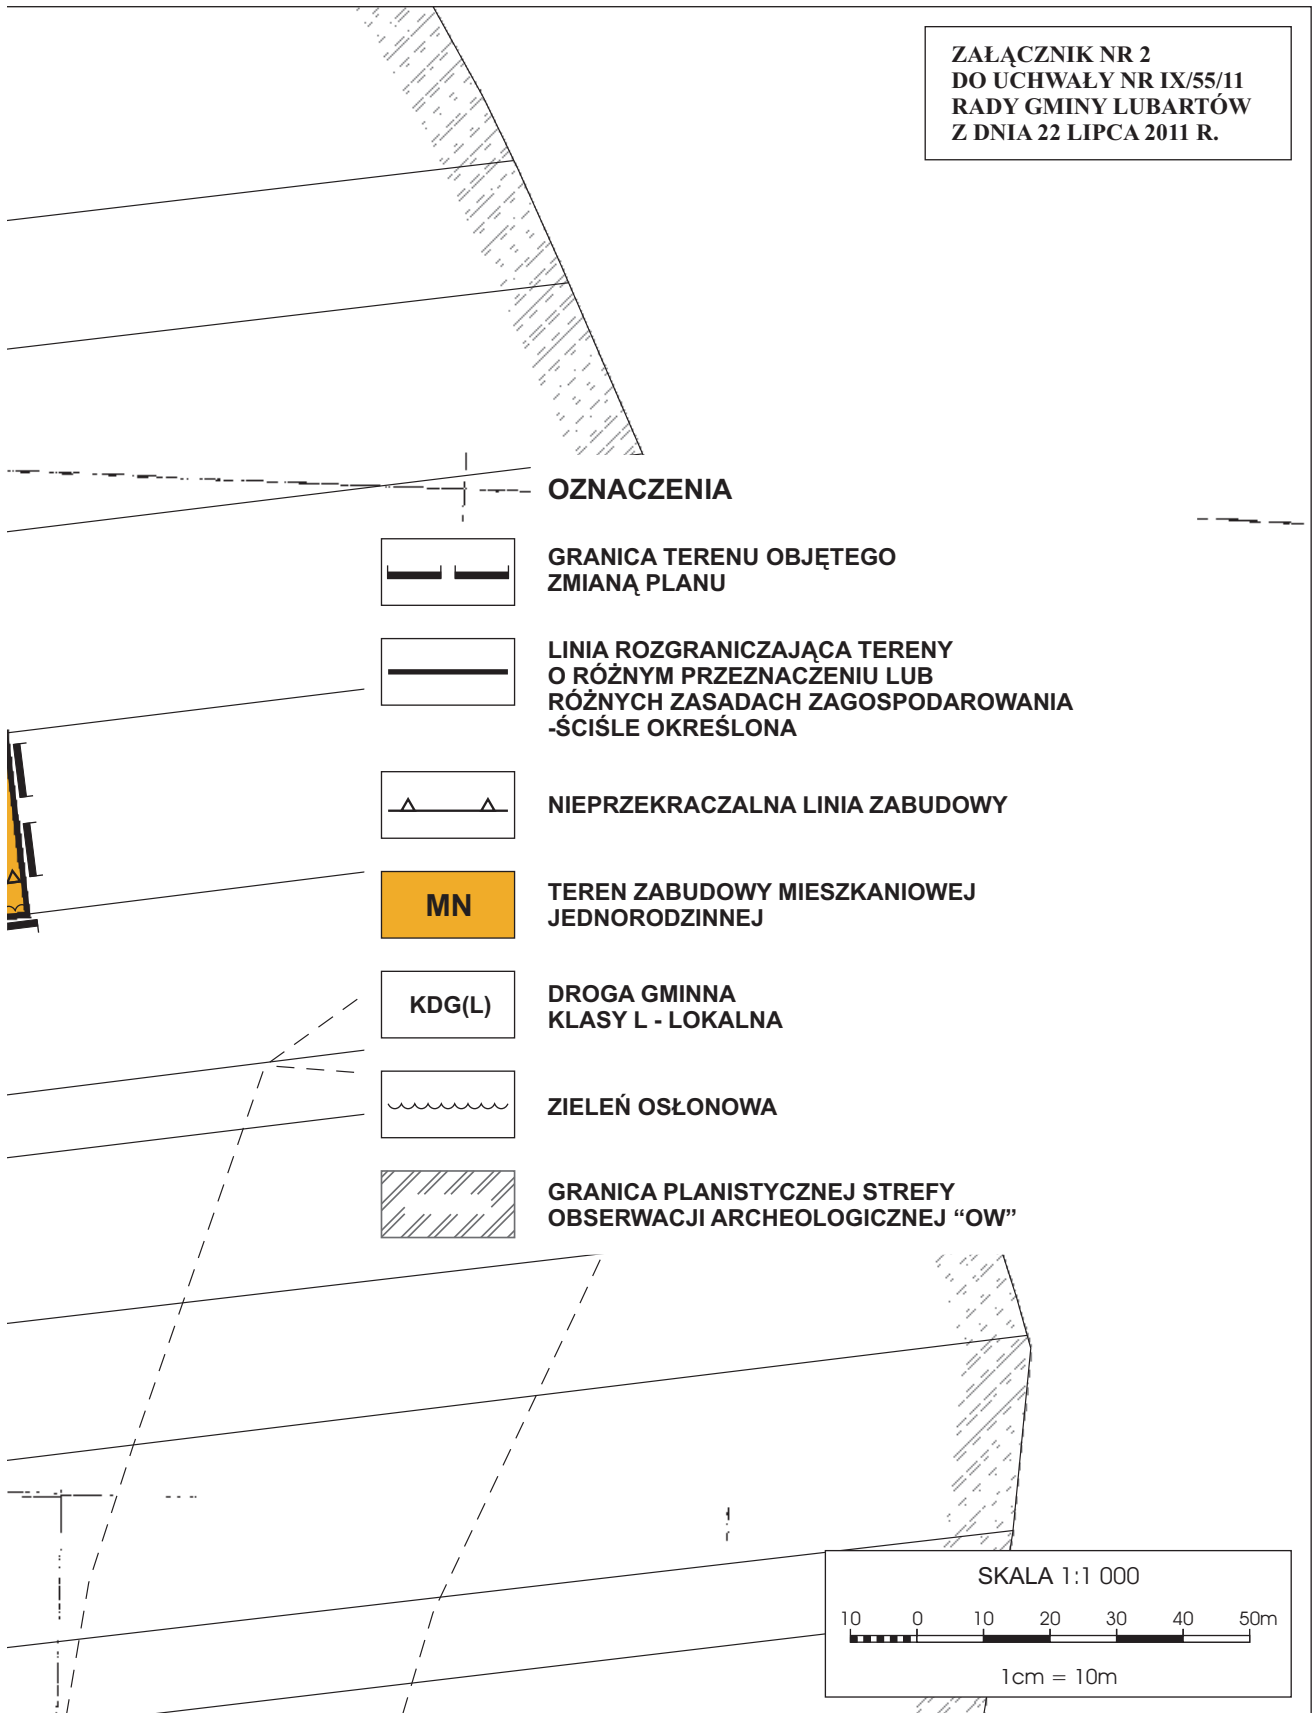 ZAŁĄCZNIK NR 2
DO UCHWAŁY NR IX/55/11
RADY GMINY LUBARTÓW
Z DNIA 22 LIPCA 2011 R.
OZNACZENIA
GRANICA TERENU OBJĘTEGO
ZMIANĄ PLANU
LINIA ROZGRANICZAJĄCA TERENY
O RÓŻNYM PRZEZNACZENIU LUB
RÓŻNYCH ZASADACH ZAGOSPODAROWANIA
-ŚCIŚLE OKREŚLONA
NIEPRZEKRACZALNA LINIA ZABUDOWY
MN
TEREN ZABUDOWY MIESZKANIOWEJ
JEDNORODZINNEJ
KDG(L)
DROGA GMINNA
KLASY L - LOKALNA
ZIELEŃ OSŁONOWA
GRANICA PLANISTYCZNEJ STREFY
OBSERWACJI ARCHEOLOGICZNEJ “OW”
SKALA 1:1 000
10 0 10 20 30 40 50m
1cm = 10m